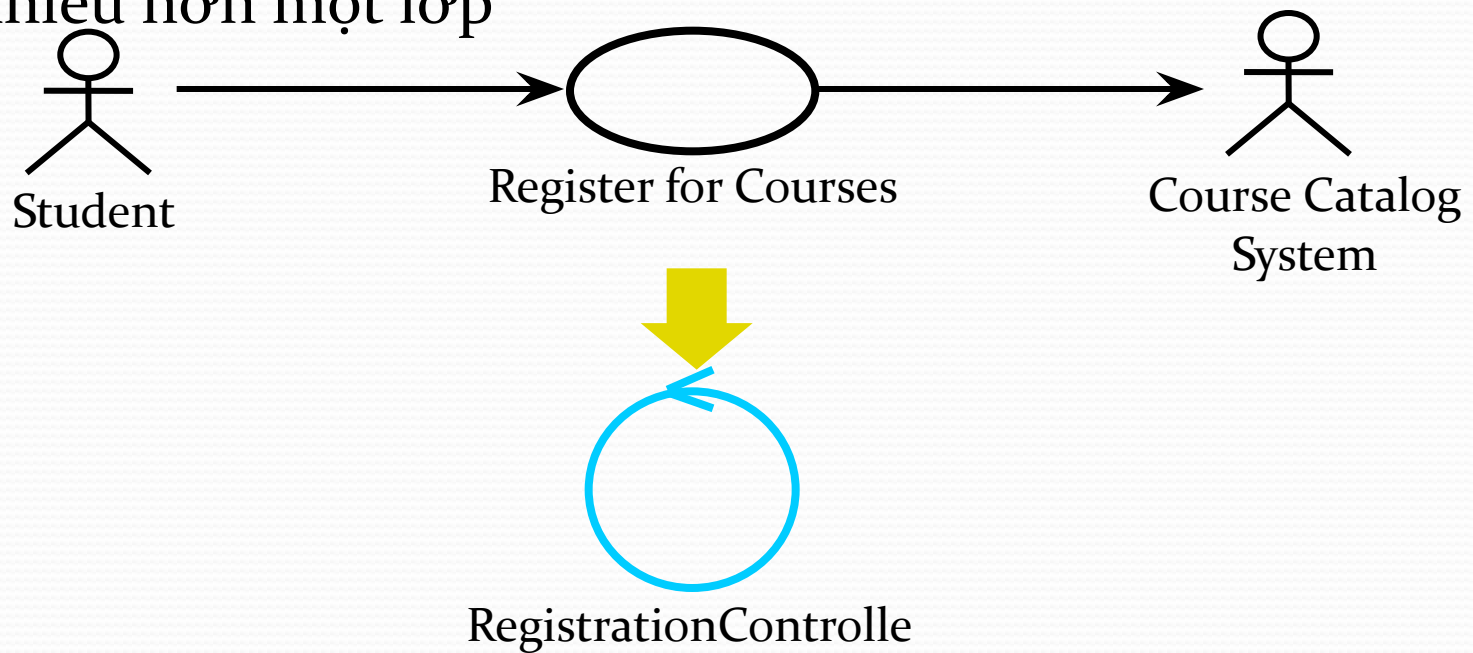 nhiều hơn một lớp
Student
Register for Courses
Course Catalog
System
RegistrationControlle